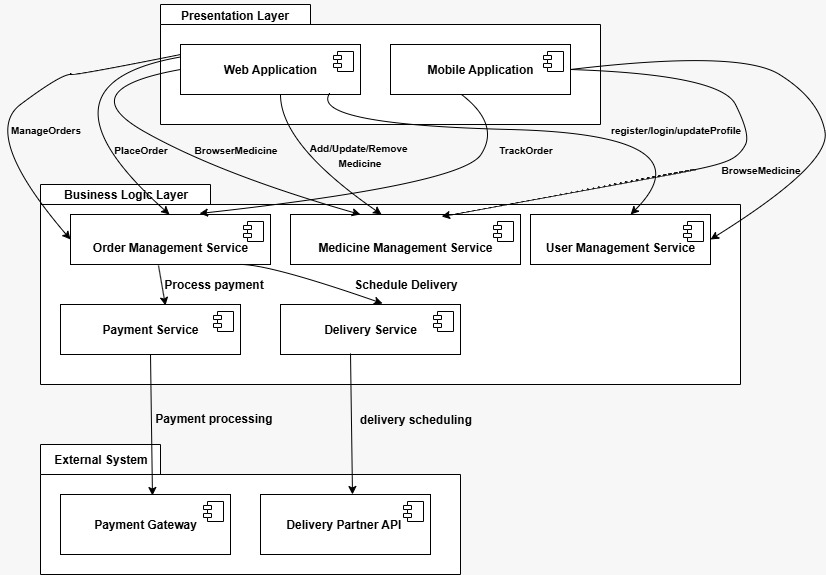 Presentation Layer
Web Application
Mobile Application
ManageOrders
PlaceOrder
BrowserMedicine
Add/Update/Remove
Medicine
TrackOrder
register/login/updateProfile
BrowseMedicine
Business Logic Layer
Order Management Service
Medicine Management Service
User Management Service
Process payment
Schedule Delivery
Payment Service
Delivery Service
Payment processing
delivery scheduling
External System
Payment Gateway
Delivery Partner API